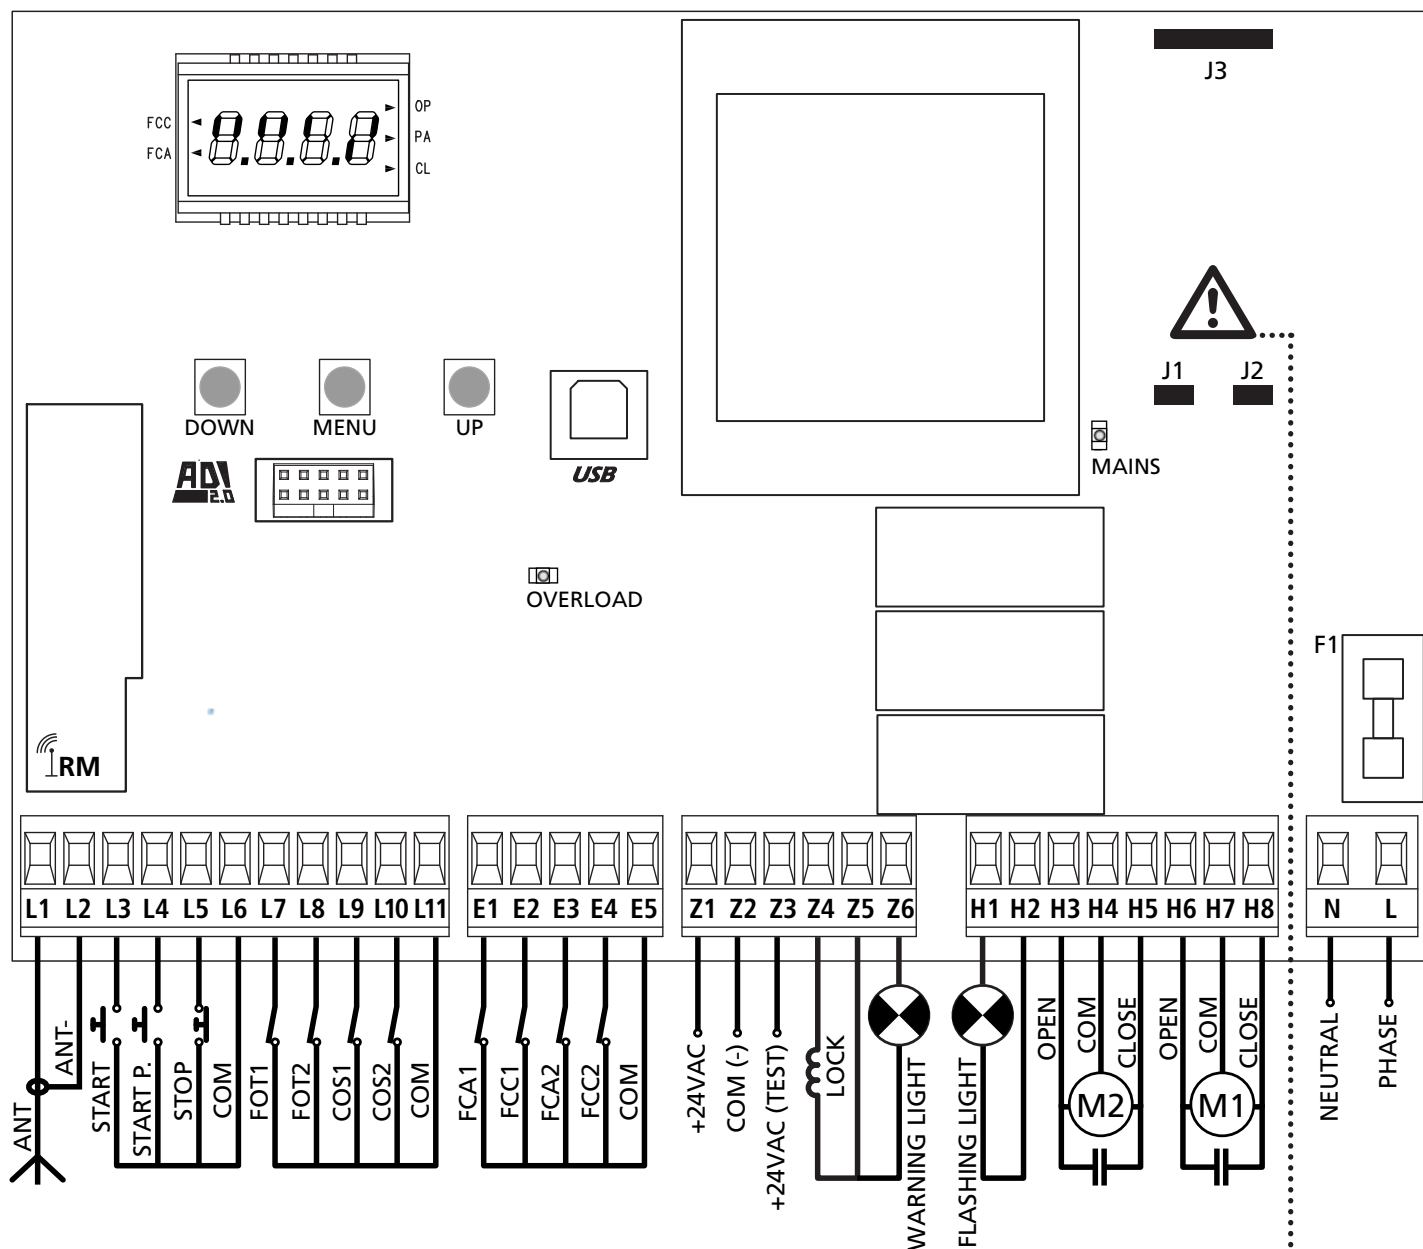 J3
OP
FCC
PA
FCA
CL
J1 J2
DOWN MENU UP
MAINS
USB
ADI
2.0
OVERLOAD
F1
RM
L1 L2 L3 L4 L5 L6 L7 L8 L9 L10 L11
E1 E2 E3 E4 E5
Z1 Z2 Z3 Z4 Z5 Z6
H1 H2 H3 H4 H5 H6 H7 H8
N L
ANT
ANT-
START
START P.
STOP
COM
FOT1
FOT2
COS1
COS2
COM
FCA1
FCC1
FCA2
FCC2
COM
+24VAC
COM (-)
+24VAC (TEST)
LOCK
WARNING LIGHT
FLASHING LIGHT
OPEN
COM
CLOSE
M2
OPEN
COM
CLOSE
M1
NEUTRAL
PHASE